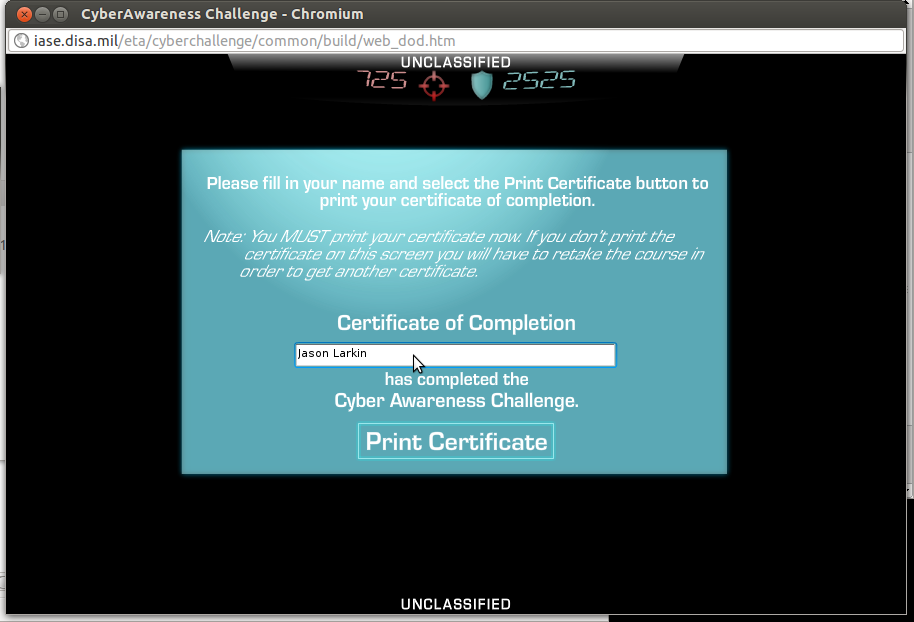 CyberAwareness Challenge - Chromium
iase.disa.mil/eta/cyberchallenge/common/build/web_dod.htm
UNCLASSIFIED
725 2525
Please fill in your name and select the Print Certificate button to
print your certificate of completion.
Note: You MUST print your certificate now. If you don't print the
certificate on this screen you will have to retake the course in
order to get another certificate.
Certificate of Completion
Jason Larkin
has completed the
Cyber Awareness Challenge.
Print Certificate
UNCLASSIFIED